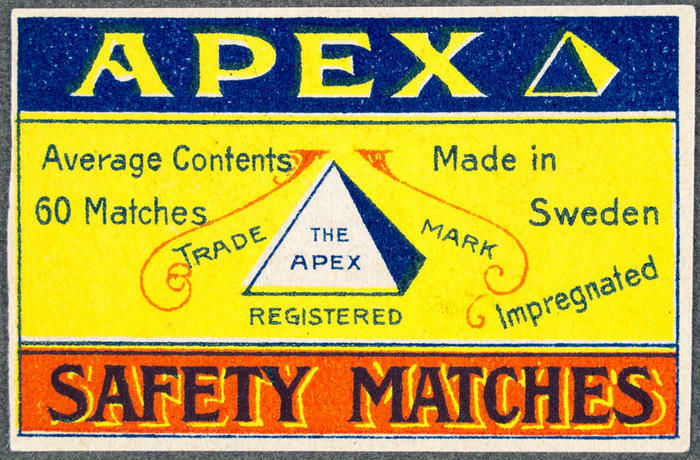 APEX
Average Contents
60 Matches
Made in
Sweden
TRADE MARK
THE
APEX
REGISTERED
Impregnated
SAFETY MATCHES